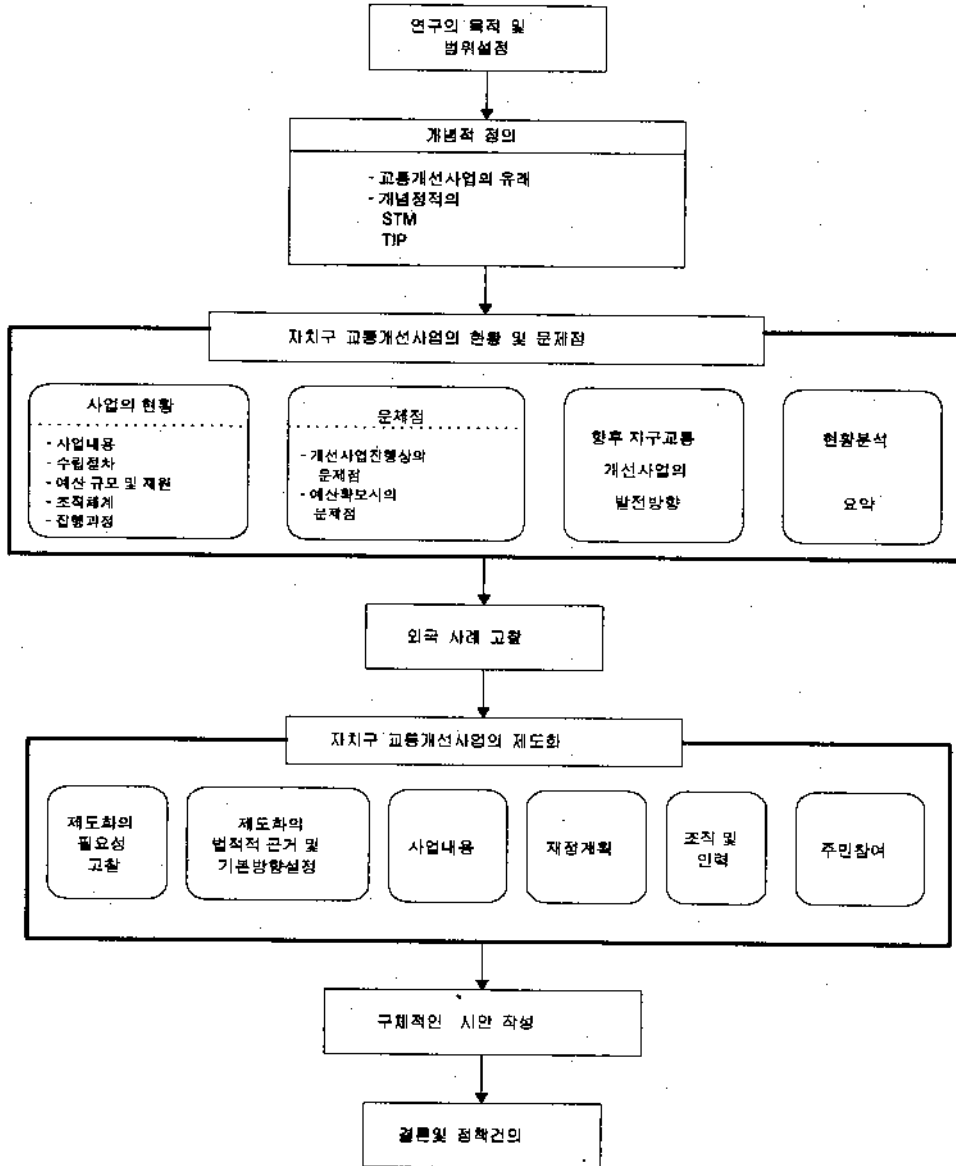 연구의 목적 및
범위설정
개념적 정의
- 교통개선사업의 유래
- 개념정적의
STM
TIP
자치구 교통개선사업의 현황 및 문제점
사업의 현황
- 사업내용
- 수립절차
- 예산 규모 및 재원
- 조직체계
- 집행과정
문제점
- 개선사업진행상의
문제점
- 예산확보시의
문제점
향후 지구교통
개선사업의
발전방향
현황분석
요약
외국 사례 고찰
자치구 교통개선사업의 제도화
제도화의
필요성
고찰
제도화의
법적적 근거 및
기본방향설정
사업내용
재정계획
조직 및
인력
주민참여
구체적인 시안 작성
결론및 정책건의